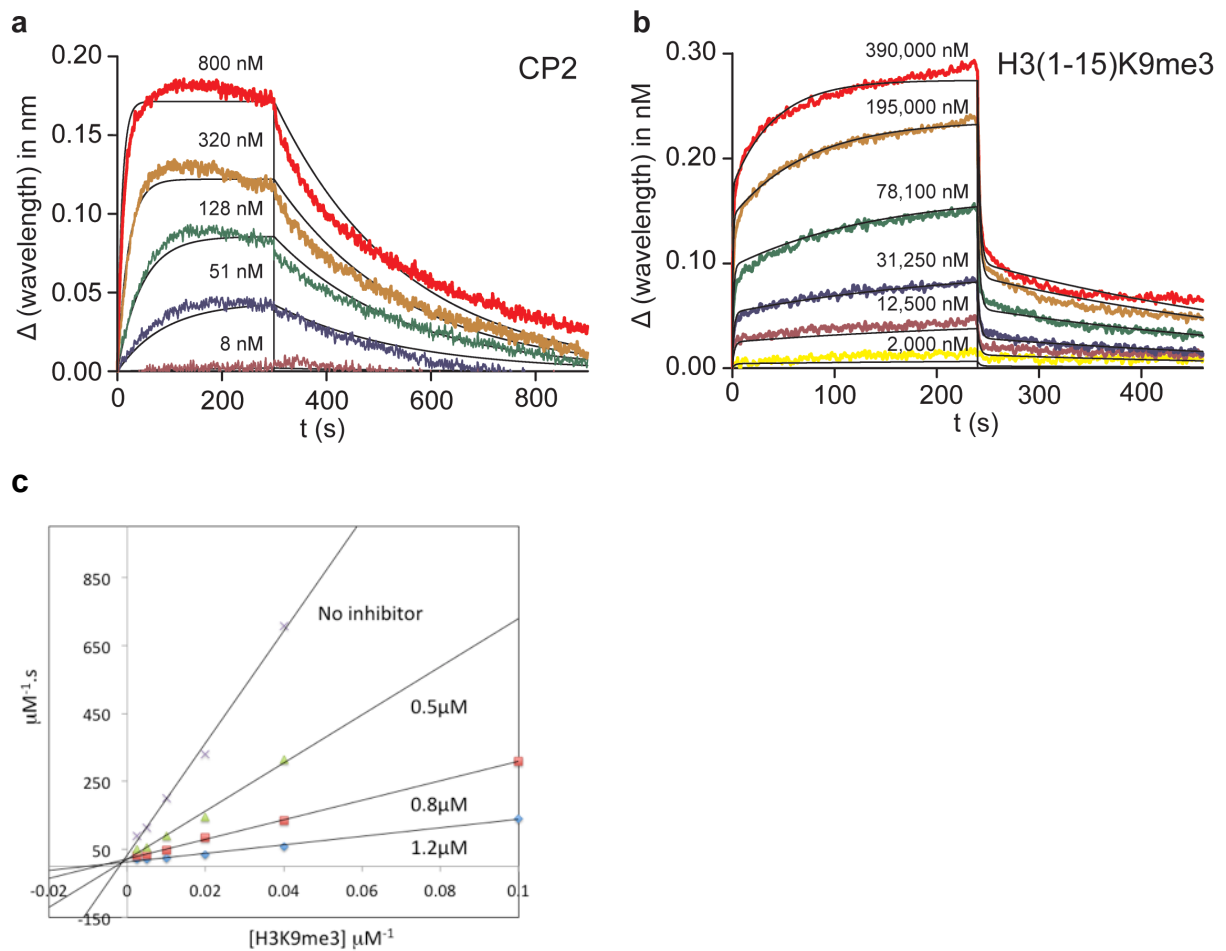 a
CP2
Δ (wavelength) in nm
0.20
0.15
0.10
0.05
0.00
800 nM
320 nM
128 nM
51 nM
8 nM
0
200
400
600
800
t (s)
b
H3(1-15)K9me3
Δ (wavelength) in nM
0.30
0.20
0.10
0.00
390,000 nM
195,000 nM
78,100 nM
31,250 nM
12,500 nM
2,000 nM
0
100
200
300
400
t (s)
c
µM⁻¹.s
850
650
450
250
50
-150
No inhibitor
0.5µM
0.8µM
1.2µM
-0.02
0
0.02
0.04
0.06
0.08
0.1
[H3K9me3] µM⁻¹